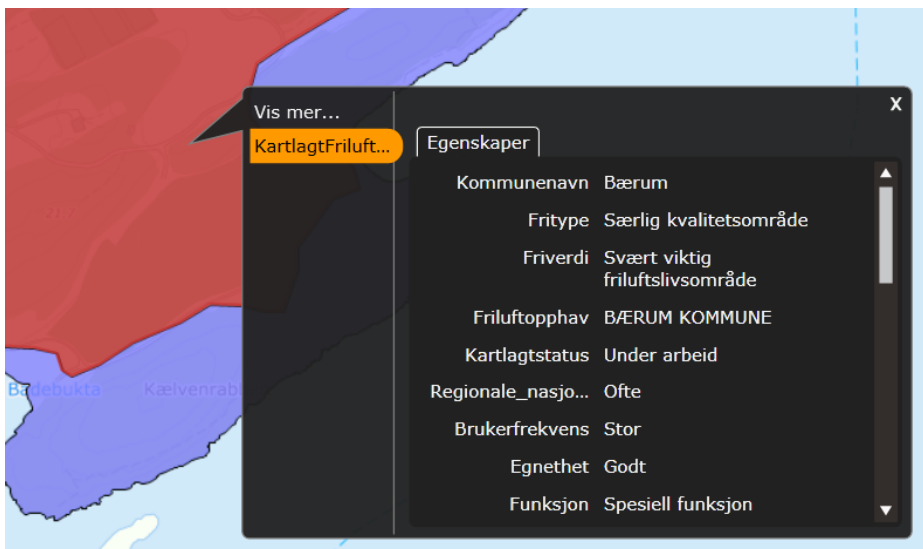 Vis mer...
X
KartlagtFriluft...
Egenskaper
Kommunenavn Bærum
Fritype Særlig kvalitetsområde
Friverdi Svært viktig
friluftslivsområde
Friluftopphav BÆRUM KOMMUNE
Kartlagtstatus Under arbeid
Regionale_nasjo... Ofte
Badebukta Kælvenrab
Brukerfrekvens Stor
Egnethet Godt
Funksjon Spesiell funksjon